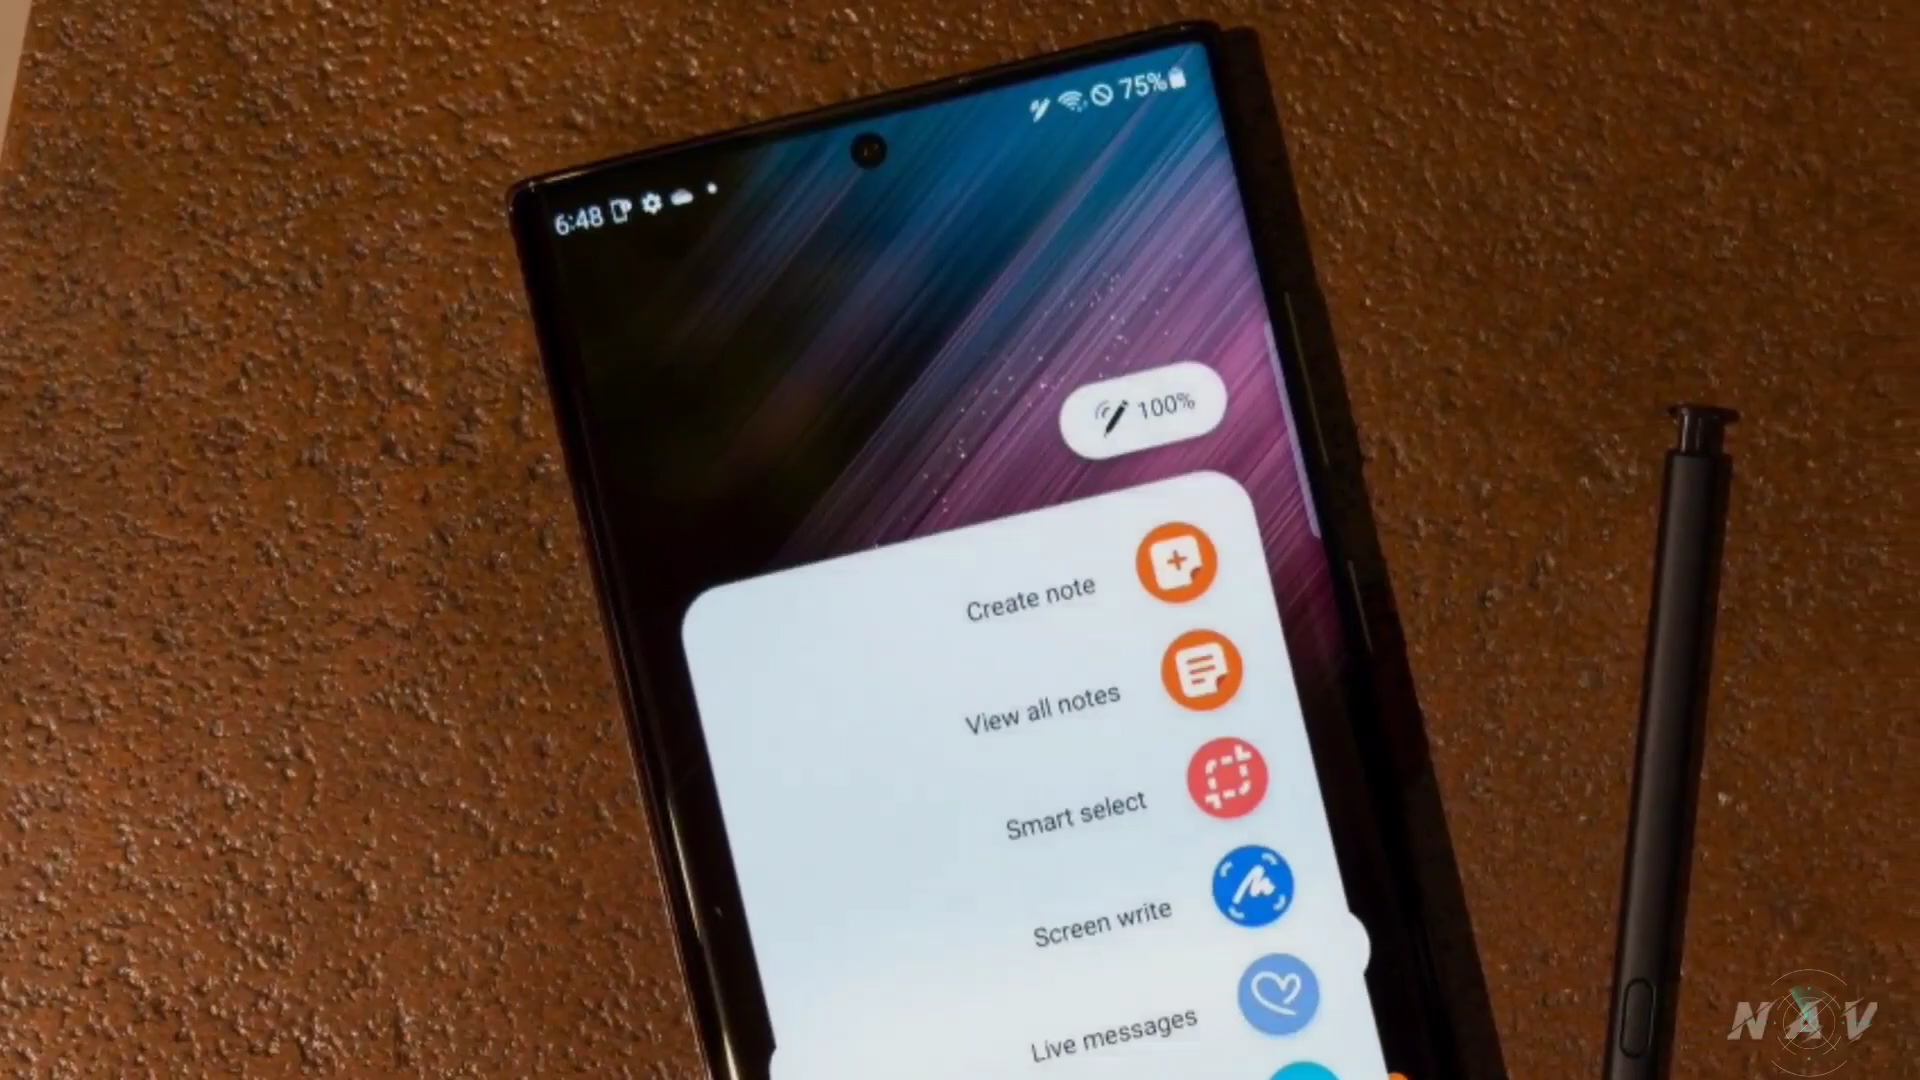 6:48
75%
100%
Create note
View all notes
Smart select
Screen write
Live messages
NAV